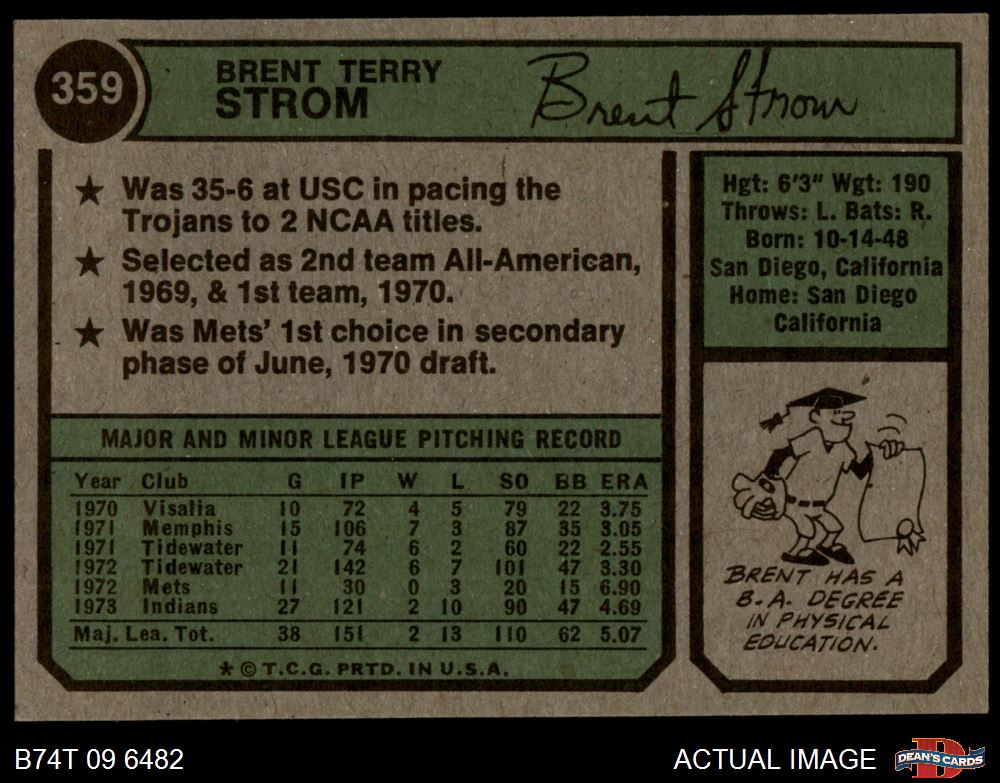 359
BRENT TERRY
STROM
Brent Strom
★ Was 35-6 at USC in pacing the
Trojans to 2 NCAA titles.
★ Selected as 2nd team All-American,
1969, & 1st team, 1970.
★ Was Mets' 1st choice in secondary
phase of June, 1970 draft.
Hgt: 6'3" Wgt: 190
Throws: L. Bats: R.
Born: 10-14-48
San Diego, California
Home: San Diego
California
MAJOR AND MINOR LEAGUE PITCHING RECORD
Year Club G IP W L SO BB ERA
1970 Visalia 10 72 4 5 79 22 3.75
1971 Memphis 15 106 7 3 87 35 3.05
1971 Tidewater 11 74 6 2 60 22 2.55
1972 Tidewater 21 142 6 7 101 47 3.30
1972 Mets 11 30 0 3 20 15 6.90
1973 Indians 27 121 2 10 90 47 4.69
Maj. Lea. Tot. 38 151 2 13 110 62 5.07
* © T.C.G. PRTD. IN U.S.A.
BRENT HAS A
B.A. DEGREE
IN PHYSICAL
EDUCATION.
B74T 09 6482
ACTUAL IMAGE
D
DEAN'S CARDS